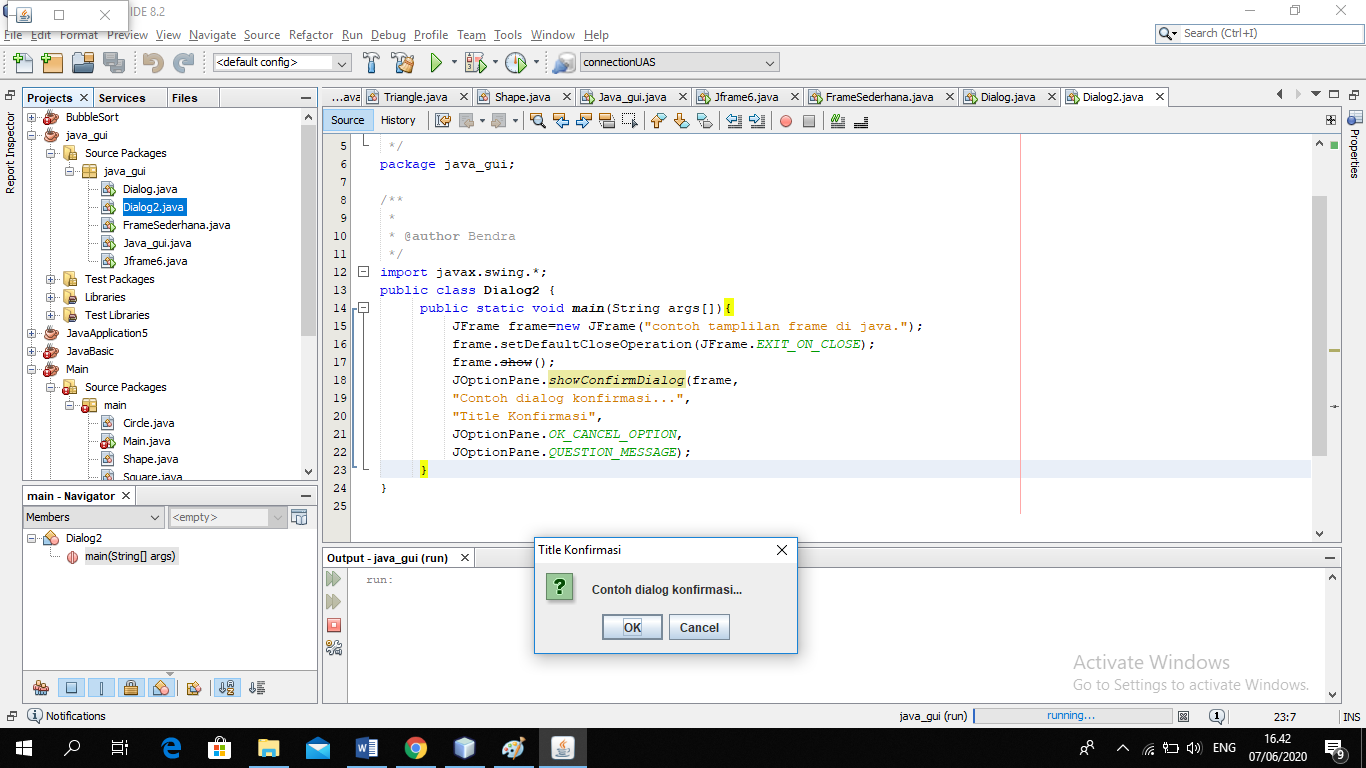 IDE 8.2
File Edit Format Preview View Navigate Source Refactor Run Debug Profile Team Tools Window Help
Search (Ctrl+I)
<default config>
connectionUAS
Projects Services Files
...ava Triangle.java Shape.java Java_gui.java Jframe6.java FrameSederhana.java Dialog.java Dialog2.java
Source History
Report Inspector
Properties
BubbleSort
java_gui
Source Packages
java_gui
Dialog.java
Dialog2.java
FrameSederhana.java
Java_gui.java
Jframe6.java
Test Packages
Libraries
Test Libraries
JavaApplication5
JavaBasic
Main
Source Packages
main
Circle.java
Main.java
Shape.java
Square.java
5 */
6 package java_gui;
7
8 /**
9 *
10 * @author Bendra
11 */
12 import javax.swing.*;
13 public class Dialog2 {
14 public static void main(String args[]){
15 JFrame frame=new JFrame("contoh tamplilan frame di java.");
16 frame.setDefaultCloseOperation(JFrame.EXIT_ON_CLOSE);
17 frame.show();
18 JOptionPane.showConfirmDialog(frame,
19 "Contoh dialog konfirmasi...",
20 "Title Konfirmasi",
21 JOptionPane.OK_CANCEL_OPTION,
22 JOptionPane.QUESTION_MESSAGE);
23 }
24 }
25
main - Navigator
Members <empty>
Dialog2
main(String[] args)
Output - java_gui (run)
run:
Title Konfirmasi
?
Contoh dialog konfirmasi...
OK Cancel
Activate Windows
Go to Settings to activate Windows.
Notifications
java_gui (run) running... 1 23:7 INS
ENG
16.42
07/06/2020
9